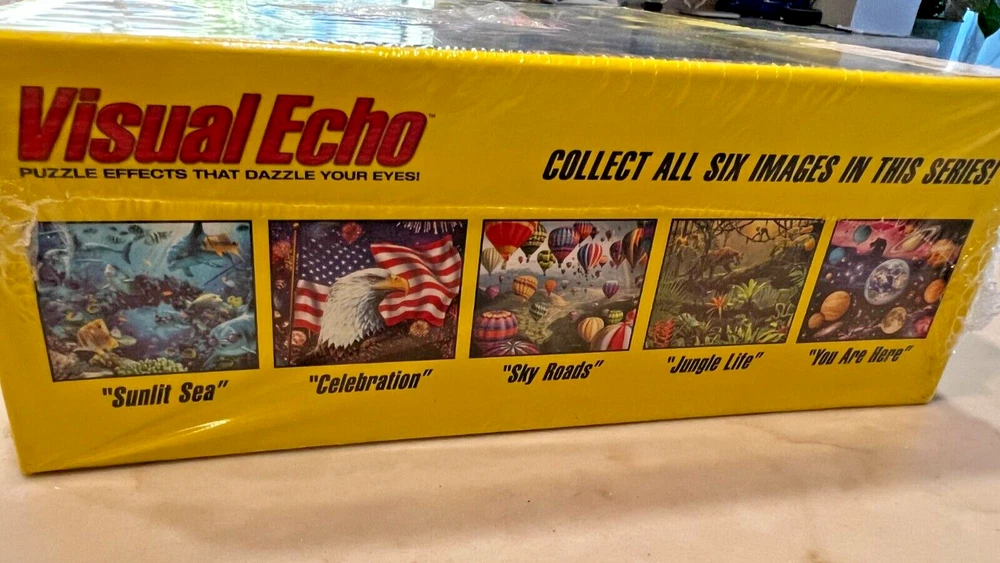 Visual Echo™
PUZZLE EFFECTS THAT DAZZLE YOUR EYES!
COLLECT ALL SIX IMAGES IN THIS SERIES!
"Sunlit Sea"
"Celebration"
"Sky Roads"
"Jungle Life"
"You Are Here"